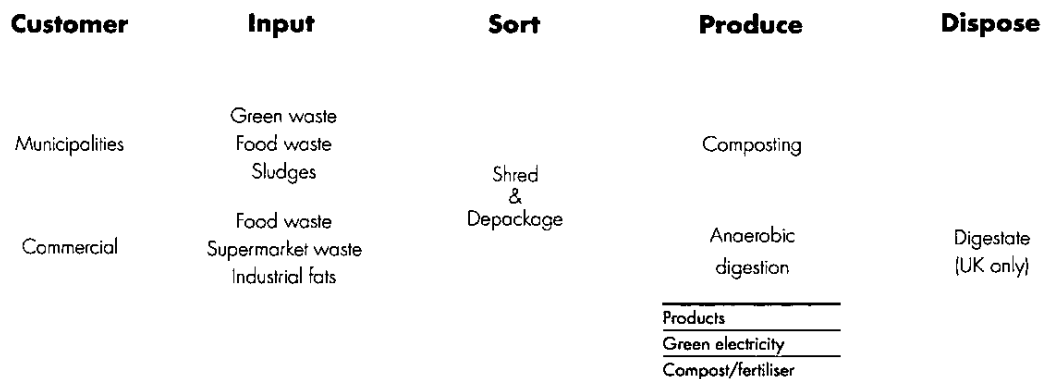 Customer Input Sort Produce Dispose
Green waste
Municipalities Food waste Composting
Sludges
Shred
&
Depackage
Food waste
Commercial Supermarket waste
Industrial fats
Anaerobic
digestion
Digestate
(UK only)
Products
Green electricity
Compost/fertiliser